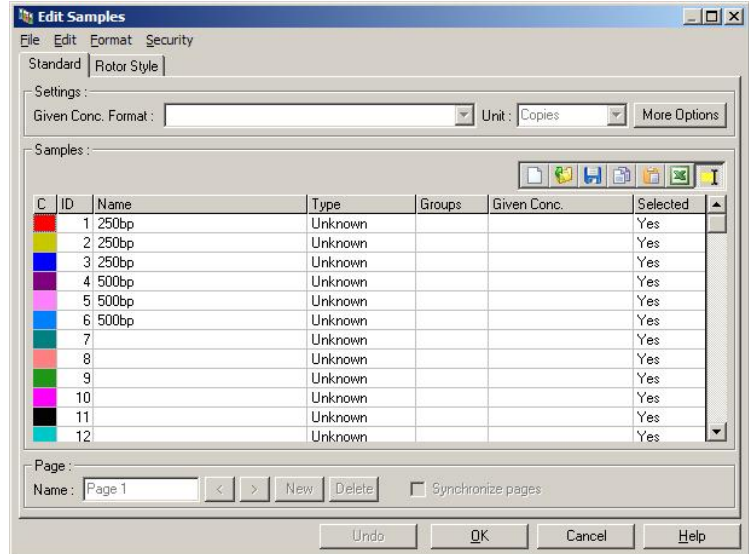 Edit Samples
File Edit Format Security
Standard Rotor Style
Settings :
Given Conc. Format : Unit : Copies More Options
Samples :
C ID Name Type Groups Given Conc. Selected
1 250bp Unknown Yes
2 250bp Unknown Yes
3 250bp Unknown Yes
4 500bp Unknown Yes
5 500bp Unknown Yes
6 500bp Unknown Yes
7 Unknown Yes
8 Unknown Yes
9 Unknown Yes
10 Unknown Yes
11 Unknown Yes
12 Unknown Yes
Page :
Name : Page 1 < > New Delete Synchronize pages
Undo OK Cancel Help